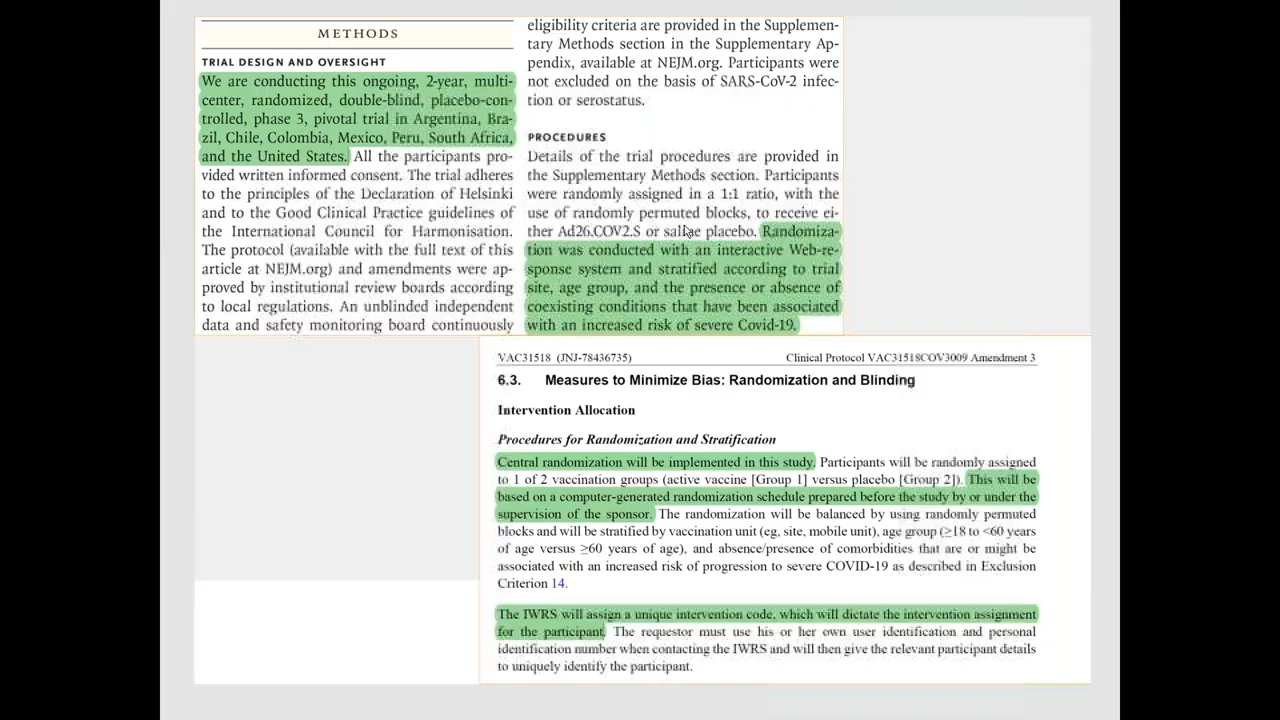 METHODS
TRIAL DESIGN AND OVERSIGHT
We are conducting this ongoing, 2-year, multi-
center, randomized, double-blind, placebo-con-
trolled, phase 3, pivotal trial in Argentina, Bra-
zil, Chile, Colombia, Mexico, Peru, South Africa,
and the United States. All the participants pro-
vided written informed consent. The trial adheres
to the principles of the Declaration of Helsinki
and to the Good Clinical Practice guidelines of
the International Council for Harmonisation.
The protocol (available with the full text of this
article at NEJM.org) and amendments were ap-
proved by institutional review boards according
to local regulations. An unblinded independent
data and safety monitoring board continuously
eligibility criteria are provided in the Supplemen-
tary Methods section in the Supplementary Ap-
pendix, available at NEJM.org. Participants were
not excluded on the basis of SARS-CoV-2 infec-
tion or serostatus.
PROCEDURES
Details of the trial procedures are provided in
the Supplementary Methods section. Participants
were randomly assigned in a 1:1 ratio, with the
use of randomly permuted blocks, to receive ei-
ther Ad26.COV2.S or saline placebo. Randomiza-
tion was conducted with an interactive Web-re-
sponse system and stratified according to trial
site, age group, and the presence or absence of
coexisting conditions that have been associated
with an increased risk of severe Covid-19.
VAC31518 (JNJ-78436735) Clinical Protocol VAC31518COV3009 Amendment 3
6.3. Measures to Minimize Bias: Randomization and Blinding
Intervention Allocation
Procedures for Randomization and Stratification
Central randomization will be implemented in this study. Participants will be randomly assigned
to 1 of 2 vaccination groups (active vaccine [Group 1] versus placebo [Group 2]). This will be
based on a computer-generated randomization schedule prepared before the study by or under the
supervision of the sponsor. The randomization will be balanced by using randomly permuted
blocks and will be stratified by vaccination unit (eg, site, mobile unit), age group (≥18 to <60 years
of age versus ≥60 years of age), and absence/presence of comorbidities that are or might be
associated with an increased risk of progression to severe COVID-19 as described in Exclusion
Criterion 14.
The IWRS will assign a unique intervention code, which will dictate the intervention assignment
for the participant. The requestor must use his or her own user identification and personal
identification number when contacting the IWRS and will then give the relevant participant details
to uniquely identify the participant.